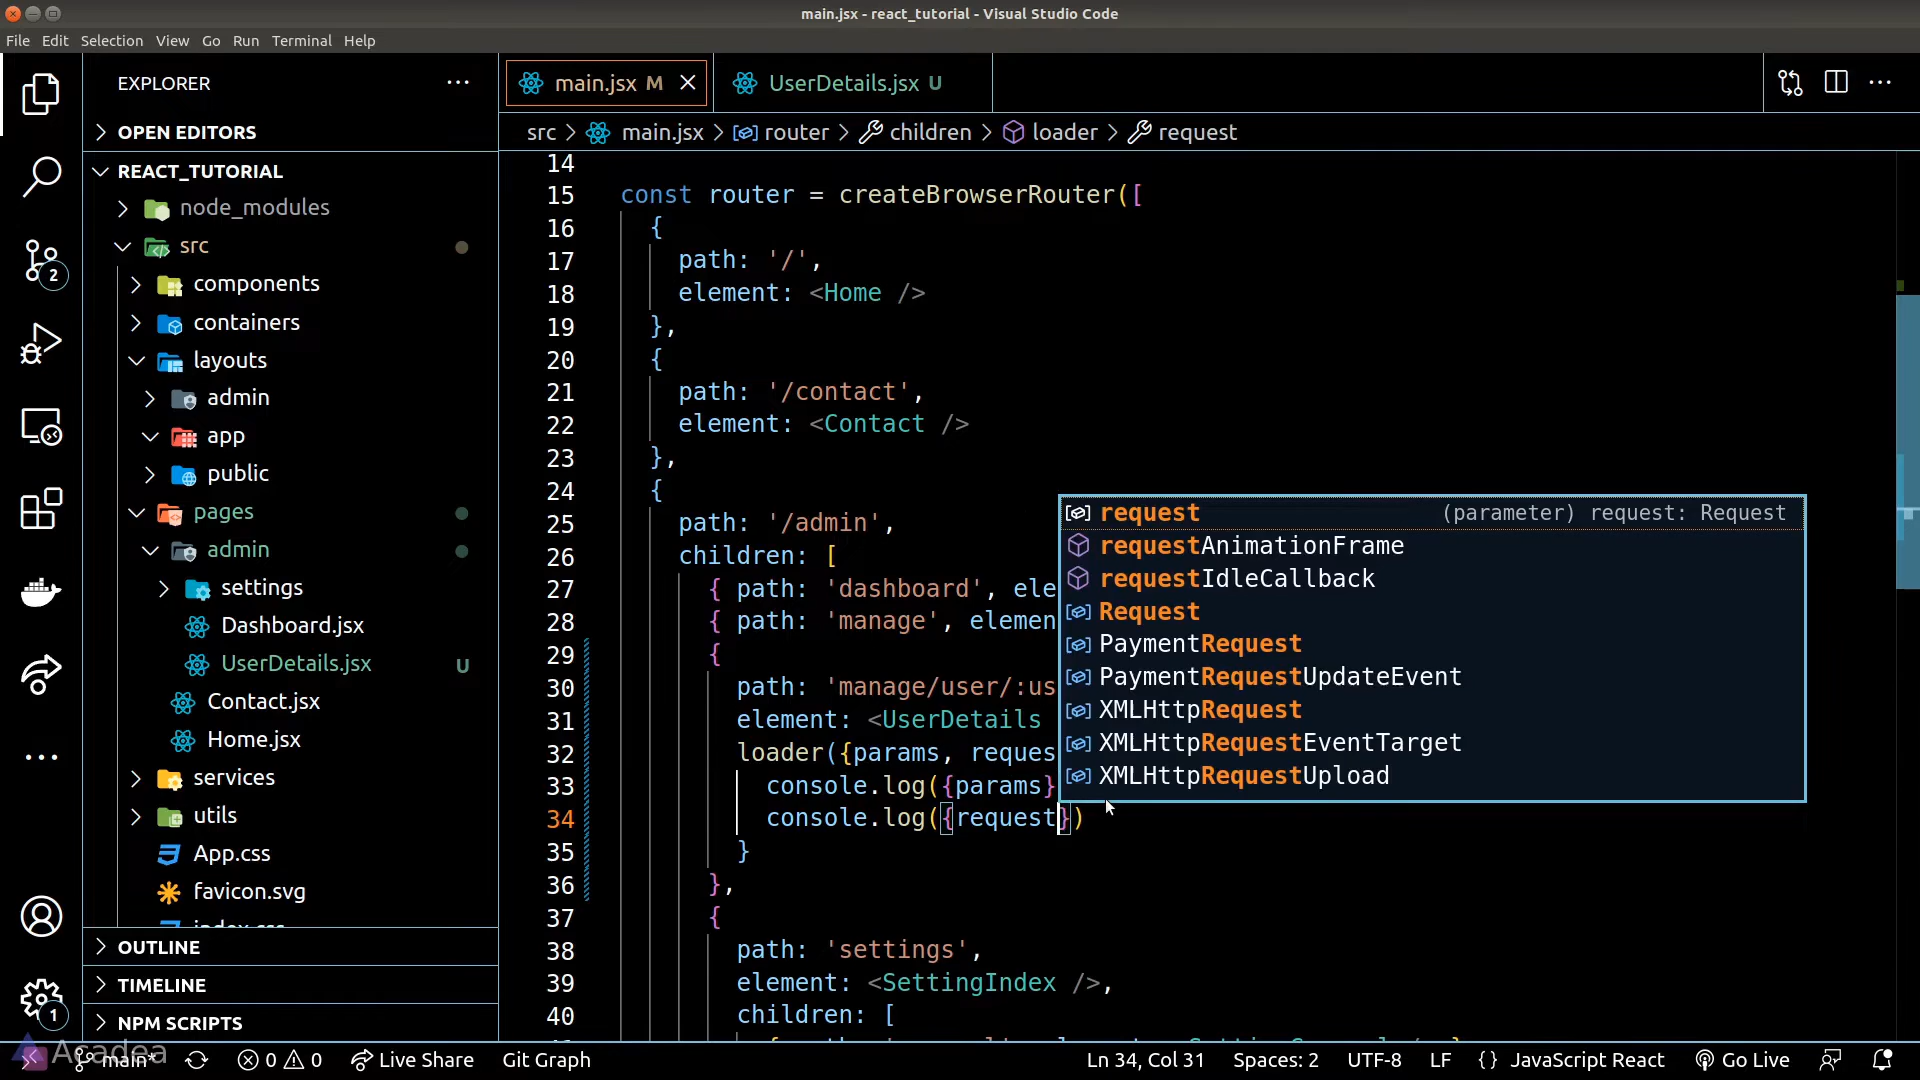 main.jsx - react_tutorial - Visual Studio Code
File Edit Selection View Go Run Terminal Help
EXPLORER
OPEN EDITORS
REACT_TUTORIAL
node_modules
src
components
containers
layouts
admin
app
public
pages
admin
settings
Dashboard.jsx
UserDetails.jsx U
Contact.jsx
Home.jsx
services
utils
App.css
favicon.svg
index.css
OUTLINE
TIMELINE
NPM SCRIPTS
2
1
main.jsx M
UserDetails.jsx U
src > main.jsx > router > children > loader > request
14
15 const router = createBrowserRouter([
16 {
17 path: '/',
18 element: <Home />
19 },
20 {
21 path: '/contact',
22 element: <Contact />
23 },
24 {
25 path: '/admin',
26 children: [
27 { path: 'dashboard', ele
28 { path: 'manage', elemen
29 {
30 path: 'manage/user/:us
31 element: <UserDetails
32 loader({params, reques
33 console.log({params}
34 console.log({request})
35 }
36 },
37 {
38 path: 'settings',
39 element: <SettingIndex />,
40 children: [
request (parameter) request: Request
requestAnimationFrame
requestIdleCallback
Request
PaymentRequest
PaymentRequestUpdateEvent
XMLHttpRequest
XMLHttpRequestEventTarget
XMLHttpRequestUpload
Acadea
main* 0 0 Live Share Git Graph Ln 34, Col 31 Spaces: 2 UTF-8 LF {} JavaScript React Go Live